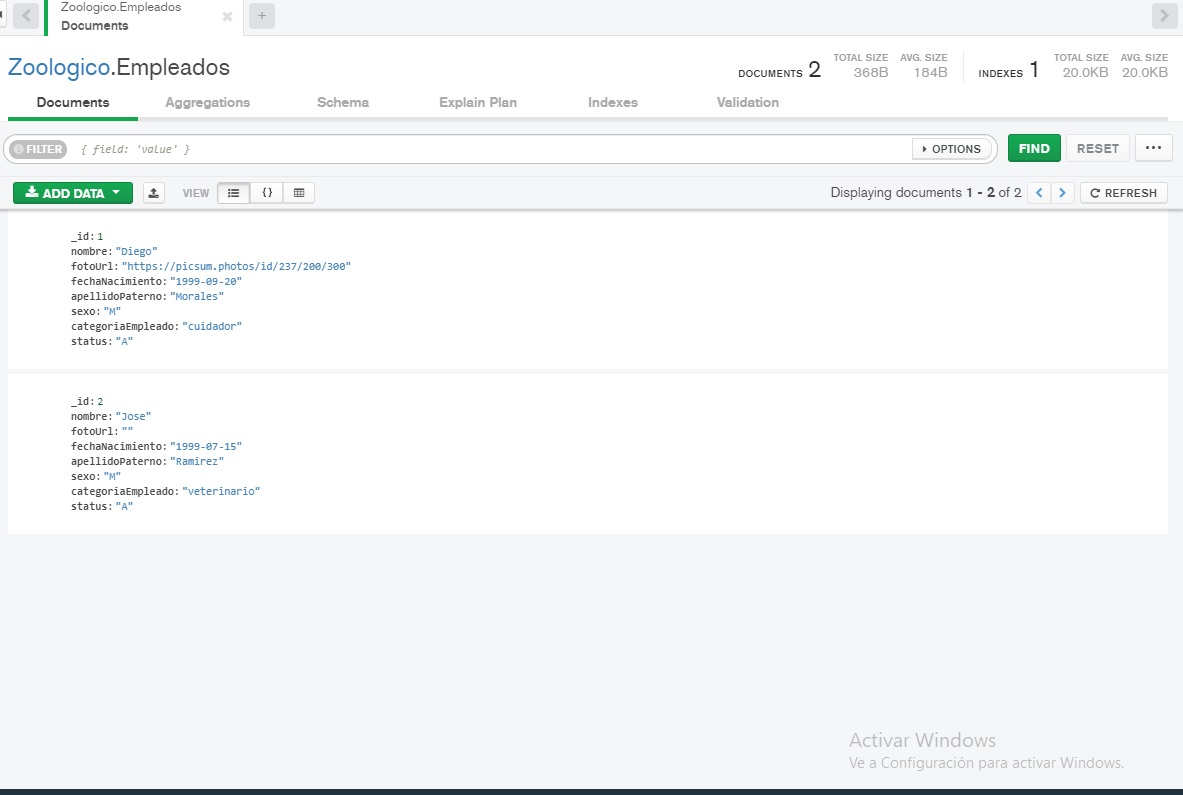 Zoologico.Empleados
Documents
Zoologico.Empleados
DOCUMENTS 2 TOTAL SIZE 368B AVG. SIZE 184B INDEXES 1 TOTAL SIZE 20.0KB AVG. SIZE 20.0KB
Documents Aggregations Schema Explain Plan Indexes Validation
FILTER { field: 'value' } OPTIONS FIND RESET ...
ADD DATA VIEW {} Displaying documents 1 - 2 of 2 REFRESH
_id: 1
nombre: "Diego"
fotoUrl: "https://picsum.photos/id/237/200/300"
fechaNacimiento: "1999-09-20"
apellidoPaterno: "Morales"
sexo: "M"
categoriaEmpleado: "cuidador"
status: "A"
_id: 2
nombre: "Jose"
fotoUrl: ""
fechaNacimiento: "1999-07-15"
apellidoPaterno: "Ramirez"
sexo: "M"
categoriaEmpleado: "veterinario"
status: "A"
Activar Windows
Ve a Configuración para activar Windows.